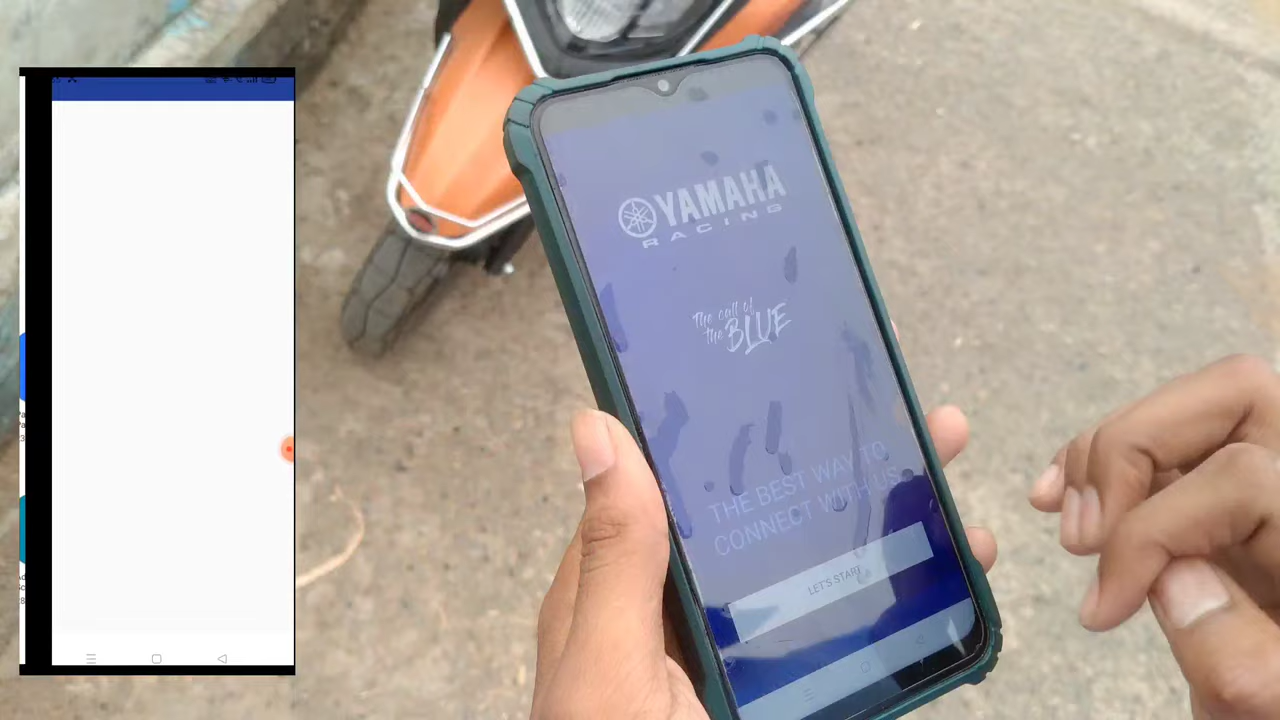 YAMAHA
RACING
The call of
the BLUE
THE BEST WAY TO
CONNECT WITH US
LET'S START